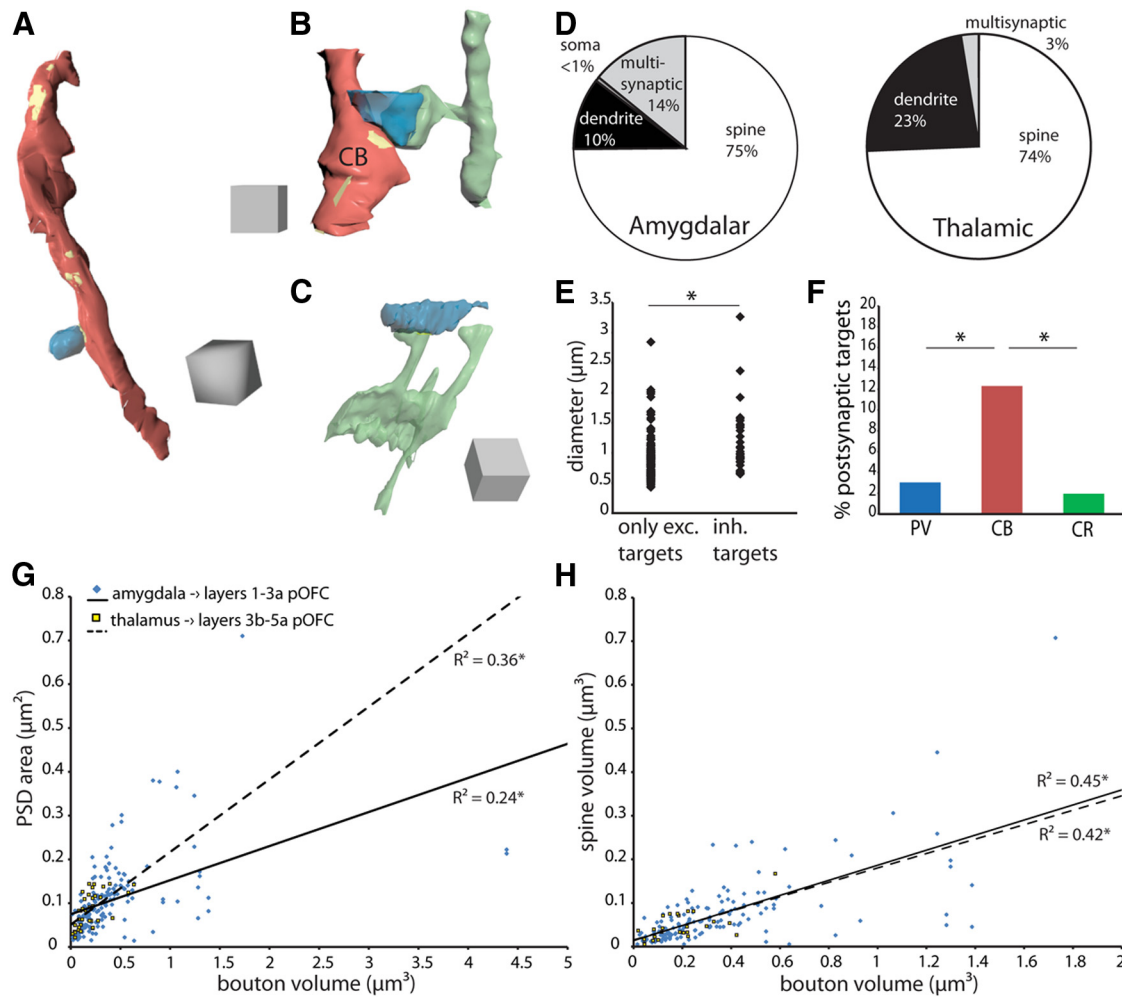 A
B
CB
C
D
soma
<1%
multi-
synaptic
14%
dendrite
10%
spine
75%
Amygdalar
multisynaptic
3%
dendrite
23%
spine
74%
Thalamic
E
3.5
3
2.5
2
1.5
1
0.5
0
diameter (μm)
*
only exc.
targets
inh.
targets
F
20
18
16
14
12
10
8
6
4
2
0
% postsynaptic targets
*
*
PV
CB
CR
G
amygdala -› layers 1-3a pOFC
thalamus -› layers 3b-5a pOFC
0.8
0.7
0.6
0.5
0.4
0.3
0.2
0.1
0
PSD area (μm²)
R² = 0.36*
R² = 0.24*
0 0.5 1 1.5 2 2.5 3 3.5 4 4.5 5
bouton volume (μm³)
H
0.8
0.7
0.6
0.5
0.4
0.3
0.2
0.1
0
spine volume (μm³)
R² = 0.45*
R² = 0.42*
0 0.2 0.4 0.6 0.8 1 1.2 1.4 1.6 1.8 2
bouton volume (μm³)